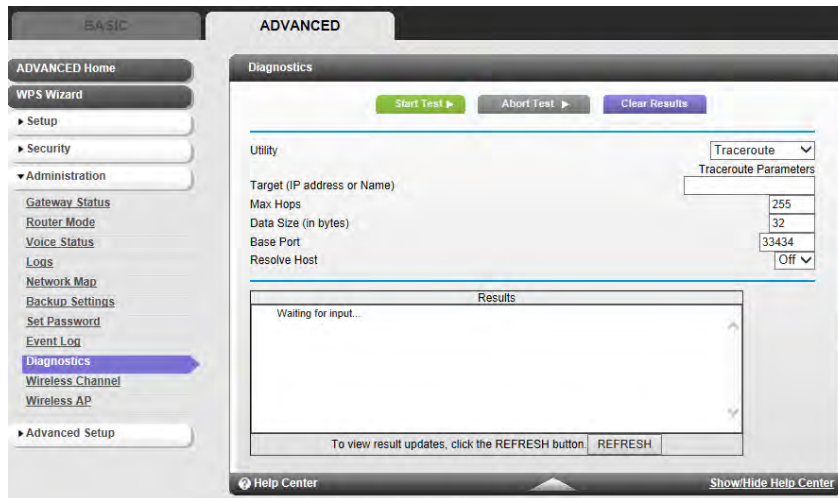 BASIC
ADVANCED
ADVANCED Home
WPS Wizard
Setup
Security
Administration
Gateway Status
Router Mode
Voice Status
Logs
Network Map
Backup Settings
Set Password
Event Log
Diagnostics
Wireless Channel
Wireless AP
Advanced Setup
Diagnostics
Start Test
Abort Test
Clear Results
Utility
Traceroute
Traceroute Parameters
Target (IP address or Name)
Max Hops 255
Data Size (in bytes) 32
Base Port 33434
Resolve Host Off
Results
Waiting for input...
To view result updates, click the REFRESH button. REFRESH
Help Center
Show/Hide Help Center